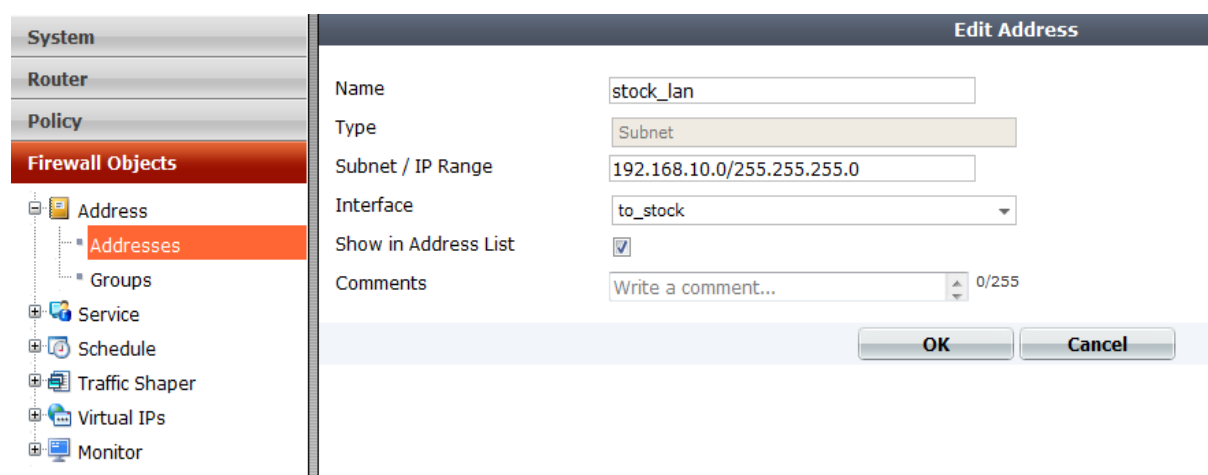 System
Router
Policy
Firewall Objects
Address
Addresses
Groups
Service
Schedule
Traffic Shaper
Virtual IPs
Monitor
Edit Address
Name
stock_lan
Type
Subnet
Subnet / IP Range
192.168.10.0/255.255.255.0
Interface
to_stock
Show in Address List
Comments
Write a comment...
0/255
OK
Cancel